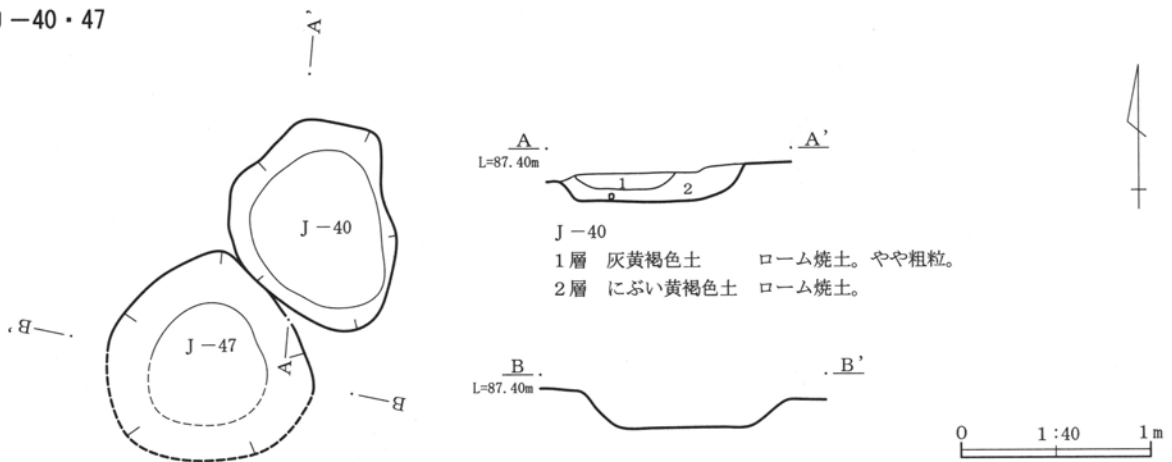 J－40・47
A'
J－40
J－47
B'
A
B
A
A'
L=87.40m
1
2
J－40
1層　灰黄褐色土　　ローム焼土。やや粗粒。
2層　にぶい黄褐色土　ローム焼土。
B
B'
L=87.40m
0　1:40　1m